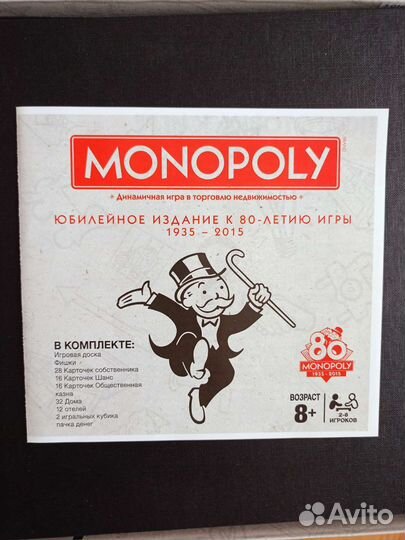 MONOPOLY
Динамичная игра в торговлю недвижимостью
ЮБИЛЕЙНОЕ ИЗДАНИЕ К 80-ЛЕТИЮ ИГРЫ
1935 – 2015
В КОМПЛЕКТЕ:
Игровая доска
Фишки
28 Карточек собственника
16 Карточек Шанс
16 Карточек Общественная
казна
32 Дома
12 отелей
2 игральных кубика
пачка денег
80
MONOPOLY
1935-2015
ВОЗРАСТ
8+
2-8
ИГРОКОВ
Avito